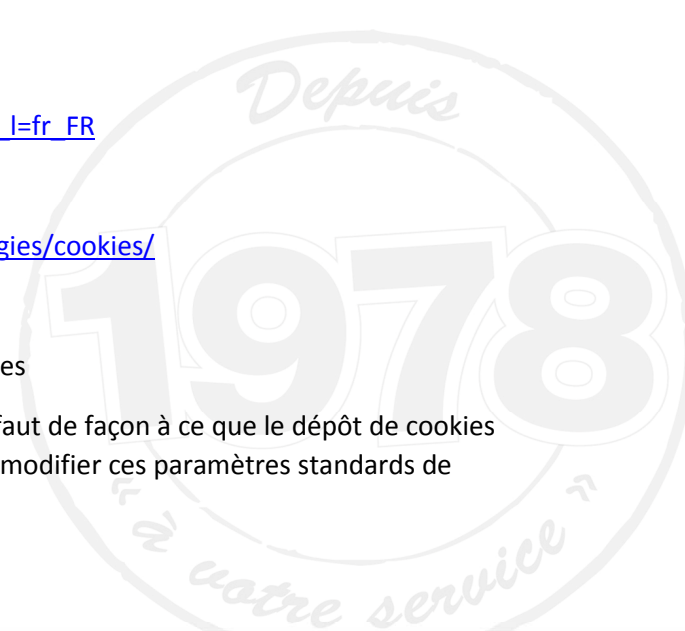 Depuis
_l=fr_FR
gies/cookies/
1978
es
faut de façon à ce que le dépôt de cookies
modifier ces paramètres standards de
« à votre service »